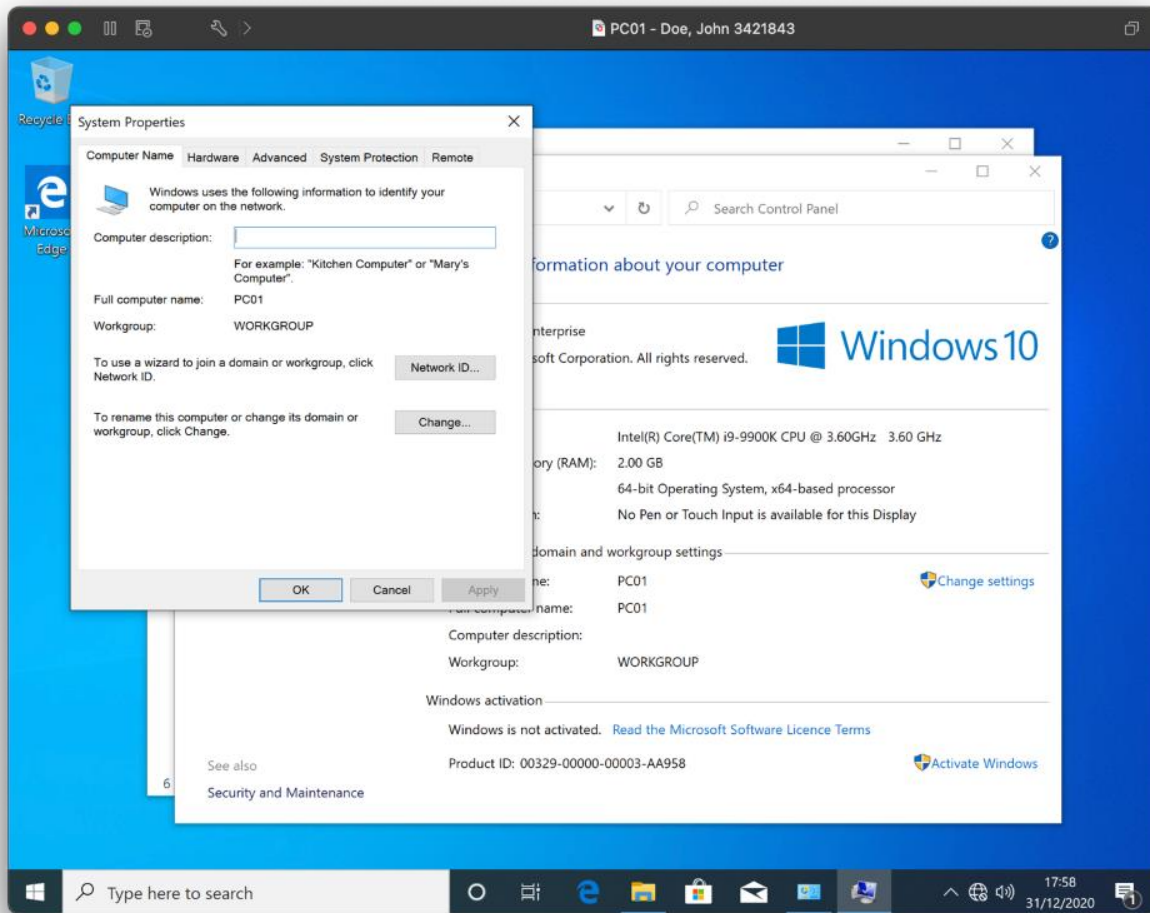 PC01 - Doe, John 3421843
Recycle
Microso
Edge
System Properties
Computer Name Hardware Advanced System Protection Remote
Windows uses the following information to identify your
computer on the network.
Computer description:
For example: "Kitchen Computer" or "Mary's
Computer".
Full computer name: PC01
Workgroup: WORKGROUP
To use a wizard to join a domain or workgroup, click
Network ID.
Network ID...
To rename this computer or change its domain or
workgroup, click Change.
Change...
OK Cancel Apply
Search Control Panel
formation about your computer
nterprise
soft Corporation. All rights reserved.
Windows 10
Intel(R) Core(TM) i9-9900K CPU @ 3.60GHz 3.60 GHz
ory (RAM): 2.00 GB
64-bit Operating System, x64-based processor
No Pen or Touch Input is available for this Display
domain and workgroup settings
me: PC01
Change settings
name: PC01
Computer description:
Workgroup: WORKGROUP
Windows activation
Windows is not activated. Read the Microsoft Software Licence Terms
Product ID: 00329-00000-00003-AA958
Activate Windows
See also
Security and Maintenance
6
Type here to search
17:58
31/12/2020
1